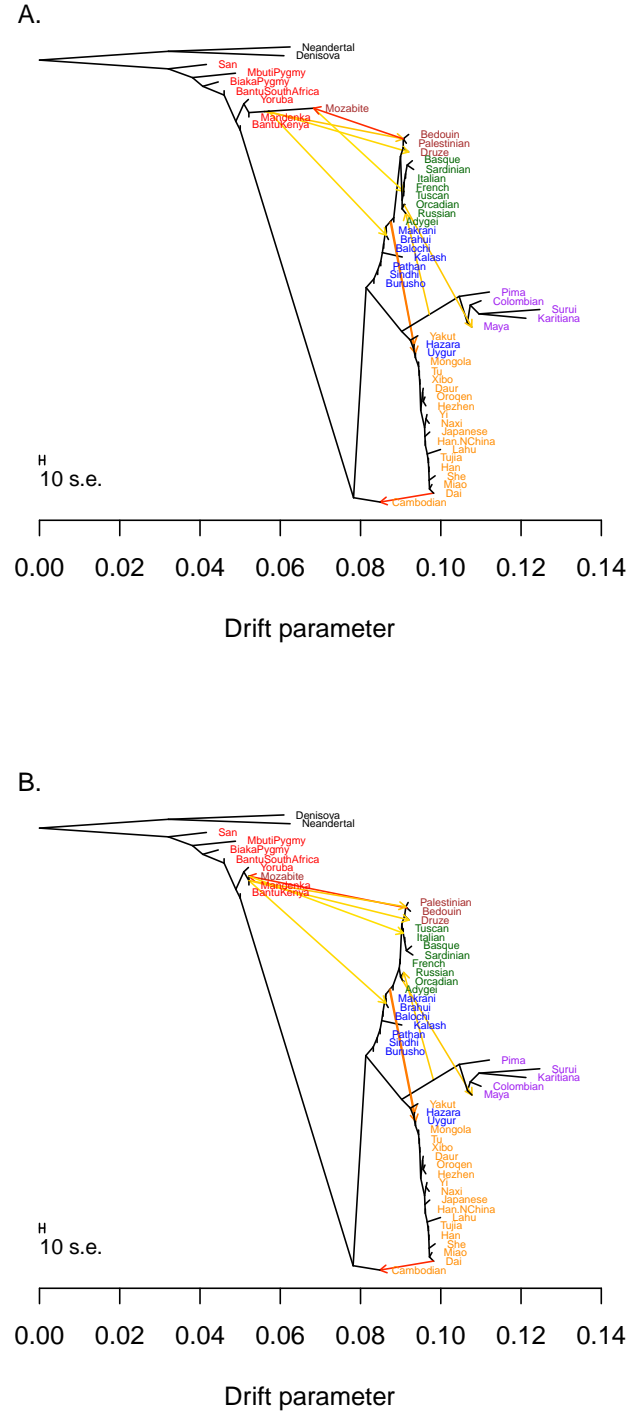 A.
Neandertal
Denisova
San
MbutiPygmy
BiakaPygmy
BantuSouthAfrica
Yoruba
Mozabite
Mandenka
BantuKenya
Bedouin
Palestinian
Druze
Basque
Sardinian
Italian
French
Tuscan
Orcadian
Russian
Adygei
Makrani
Brahui
Balochi
Kalash
Pathan
Sindhi
Burusho
Pima
Colombian
Surui
Karitiana
Maya
Yakut
Hazara
Uygur
Mongola
Tu
Xibo
Daur
Oroqen
Hezhen
Yi
Naxi
Japanese
Han.NChina
Lahu
Tujia
Han
She
Miao
Dai
Cambodian
10 s.e.
0.00 0.02 0.04 0.06 0.08 0.10 0.12 0.14
Drift parameter
B.
Denisova
Neandertal
San
MbutiPygmy
BiakaPygmy
BantuSouthAfrica
Yoruba
Mozabite
Mandenka
BantuKenya
Palestinian
Bedouin
Druze
Tuscan
Italian
Basque
Sardinian
French
Russian
Orcadian
Adygei
Makrani
Brahui
Balochi
Kalash
Pathan
Sindhi
Burusho
Pima
Surui
Karitiana
Colombian
Maya
Yakut
Hazara
Uygur
Mongola
Tu
Xibo
Daur
Oroqen
Hezhen
Yi
Naxi
Japanese
Han.NChina
Lahu
Tujia
Han
She
Miao
Dai
Cambodian
10 s.e.
0.00 0.02 0.04 0.06 0.08 0.10 0.12 0.14
Drift parameter